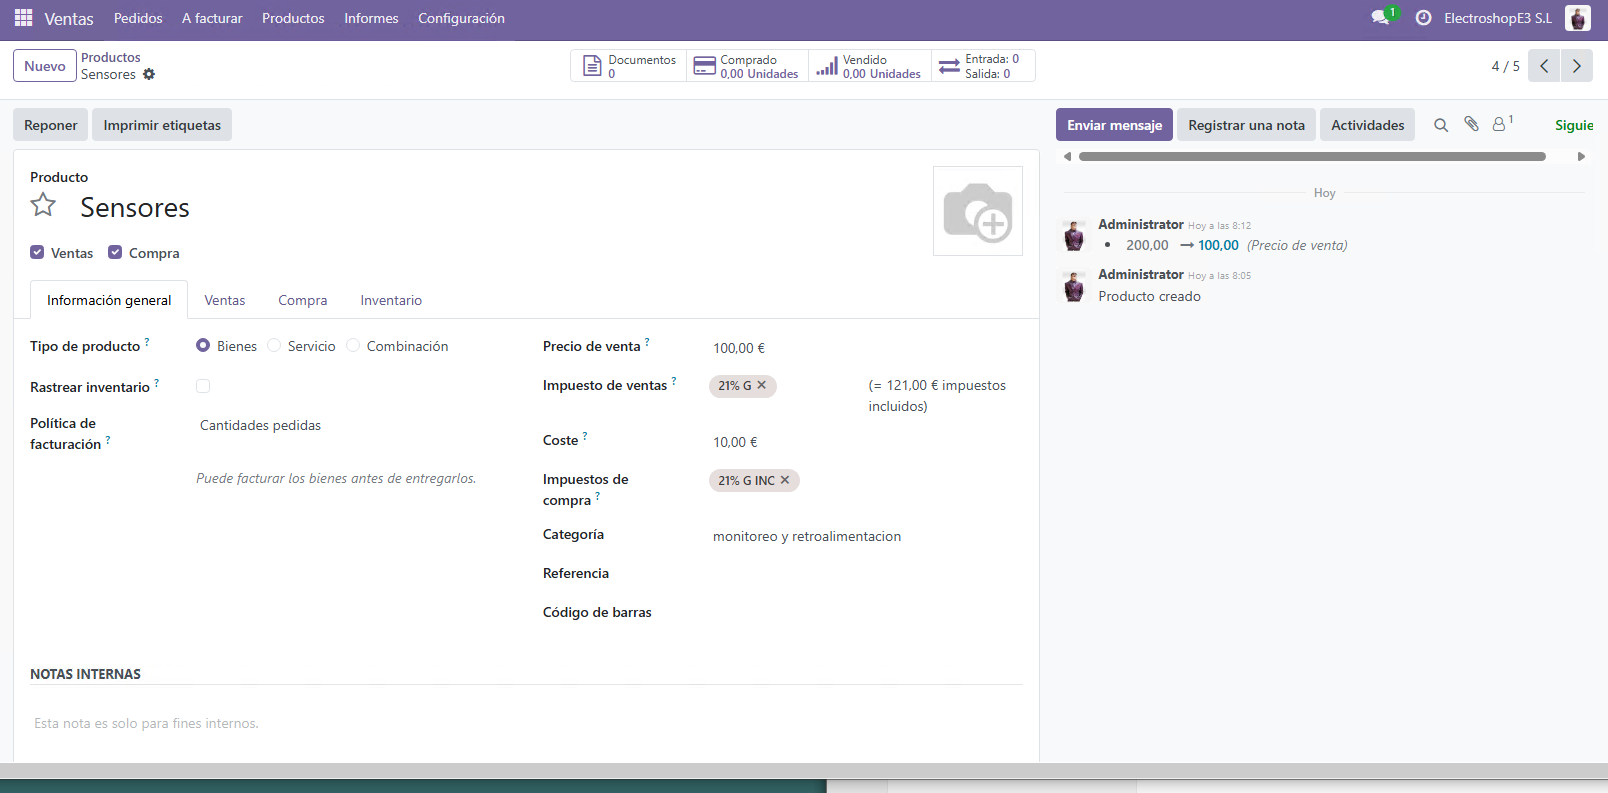 Ventas Pedidos A facturar Productos Informes Configuración 1 ElectroshopE3 S.L
Nuevo
Productos
Sensores
Documentos
0
Comprado
0,00 Unidades
Vendido
0,00 Unidades
Entrada: 0
Salida: 0
4 / 5
Reponer Imprimir etiquetas
Enviar mensaje Registrar una nota Actividades 1 Siguie
Producto
Sensores
Ventas Compra
Información general Ventas Compra Inventario
Tipo de producto ? Bienes Servicio Combinación
Rastrear inventario ?
Política de
facturación ?
Cantidades pedidas
Puede facturar los bienes antes de entregarlos.
Precio de venta ? 100,00 €
Impuesto de ventas ? 21% G ✕ (= 121,00 € impuestos
incluidos)
Coste ? 10,00 €
Impuestos de
compra ?
21% G INC ✕
Categoría monitoreo y retroalimentacion
Referencia
Código de barras
NOTAS INTERNAS
Esta nota es solo para fines internos.
Hoy
Administrator Hoy a las 8:12
• 200,00 → 100,00 (Precio de venta)
Administrator Hoy a las 8:05
Producto creado